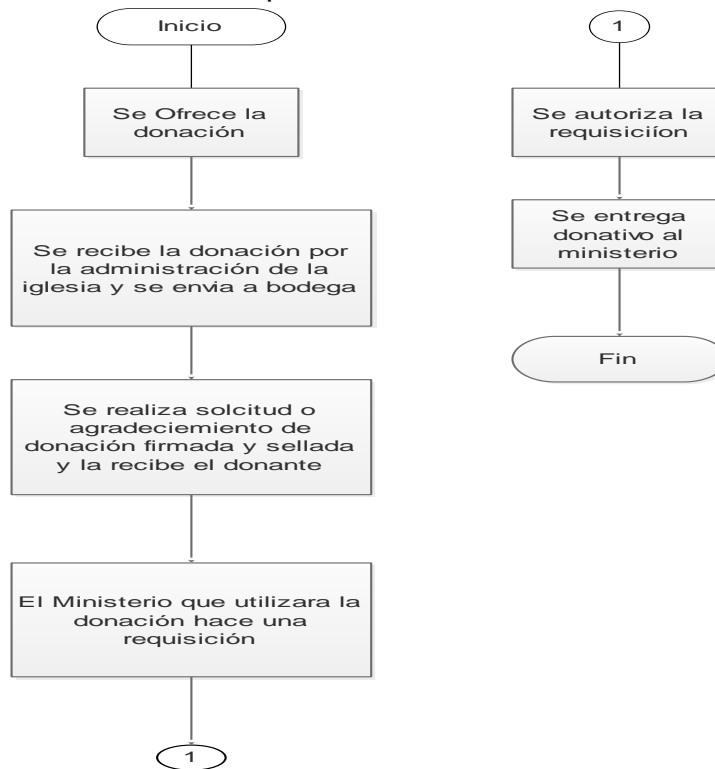 Inicio
Se Ofrece la
donación
Se recibe la donación por
la administración de la
iglesia y se envia a bodega
Se realiza solcitud o
agradeciemiento de
donación firmada y sellada
y la recibe el donante
El Ministerio que utilizara la
donación hace una
requisición
1
1
Se autoriza la
requisiciíon
Se entrega
donativo al
ministerio
Fin